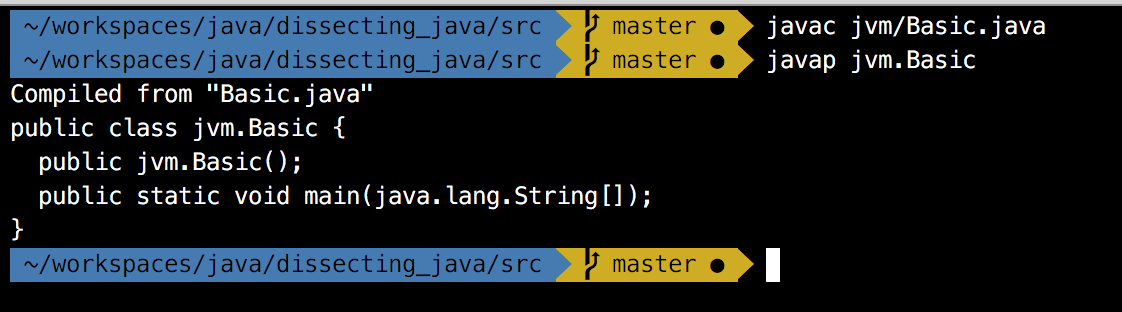 ~/workspaces/java/dissecting_java/src master ● javac jvm/Basic.java
~/workspaces/java/dissecting_java/src master ● javap jvm.Basic
Compiled from "Basic.java"
public class jvm.Basic {
  public jvm.Basic();
  public static void main(java.lang.String[]);
}
~/workspaces/java/dissecting_java/src master ●